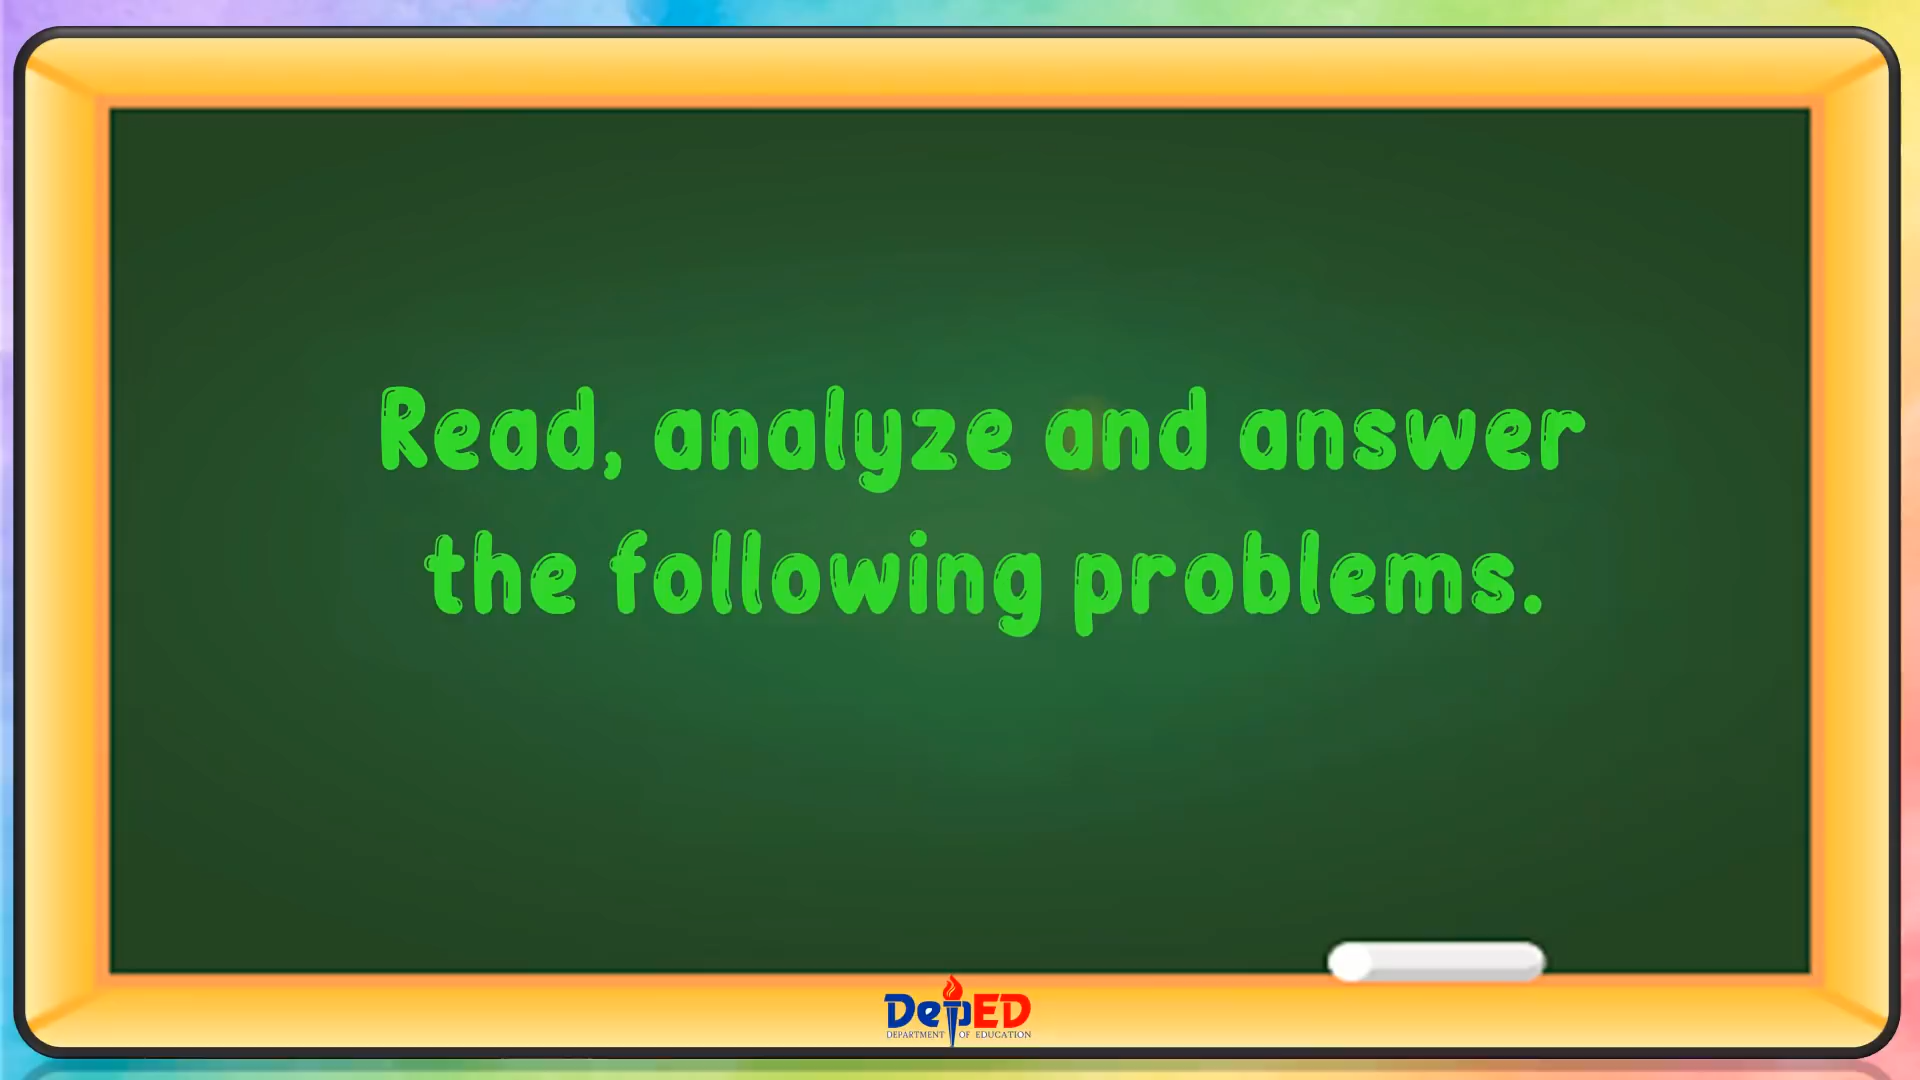 Read, analyze and answer
the following problems.
DepED
DEPARTMENT OF EDUCATION